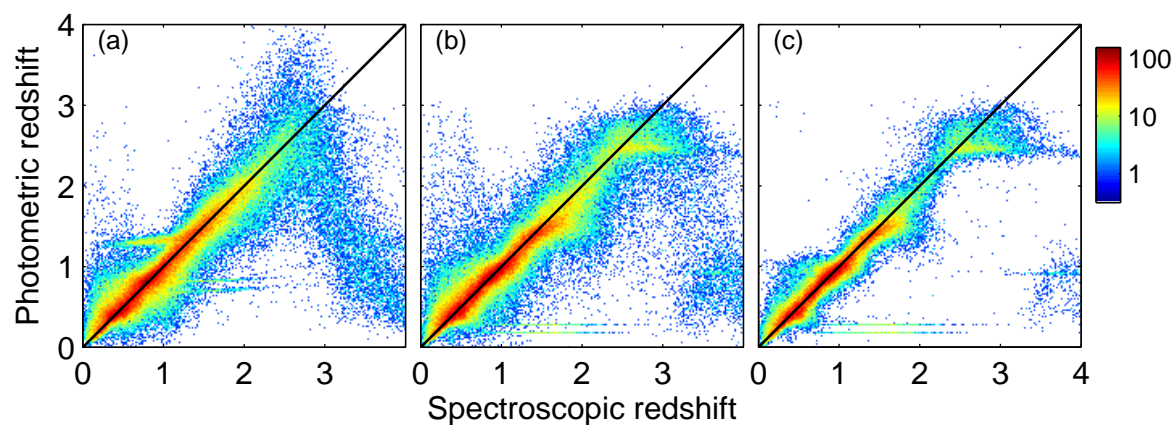 Photometric redshift
4
3
2
1
0
(a)
(b)
(c)
100
10
1
0 1 2 3
0 1 2 3
0 1 2 3 4
Spectroscopic redshift